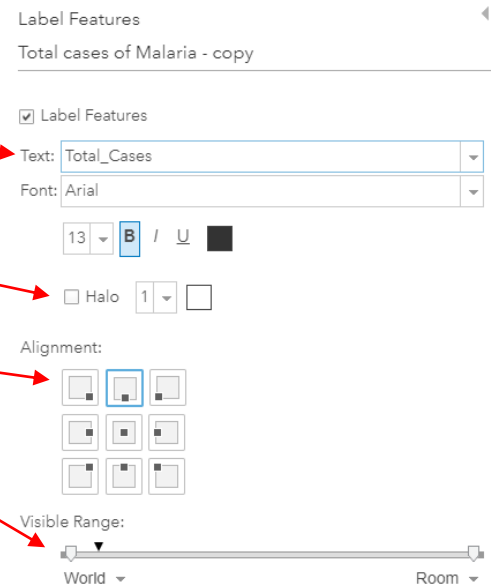 Label Features
Total cases of Malaria - copy
Label Features
Text: Total_Cases
Font: Arial
13 B I U
Halo 1
Alignment:
Visible Range:
World Room